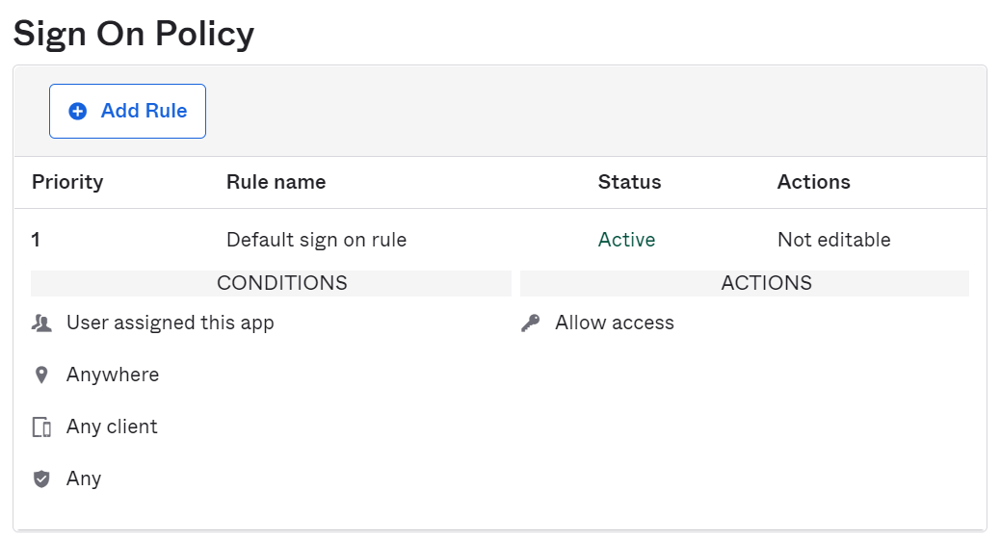 Sign On Policy
Add Rule
Priority Rule name Status Actions
1 Default sign on rule Active Not editable
CONDITIONS ACTIONS
User assigned this app Allow access
Anywhere
Any client
Any